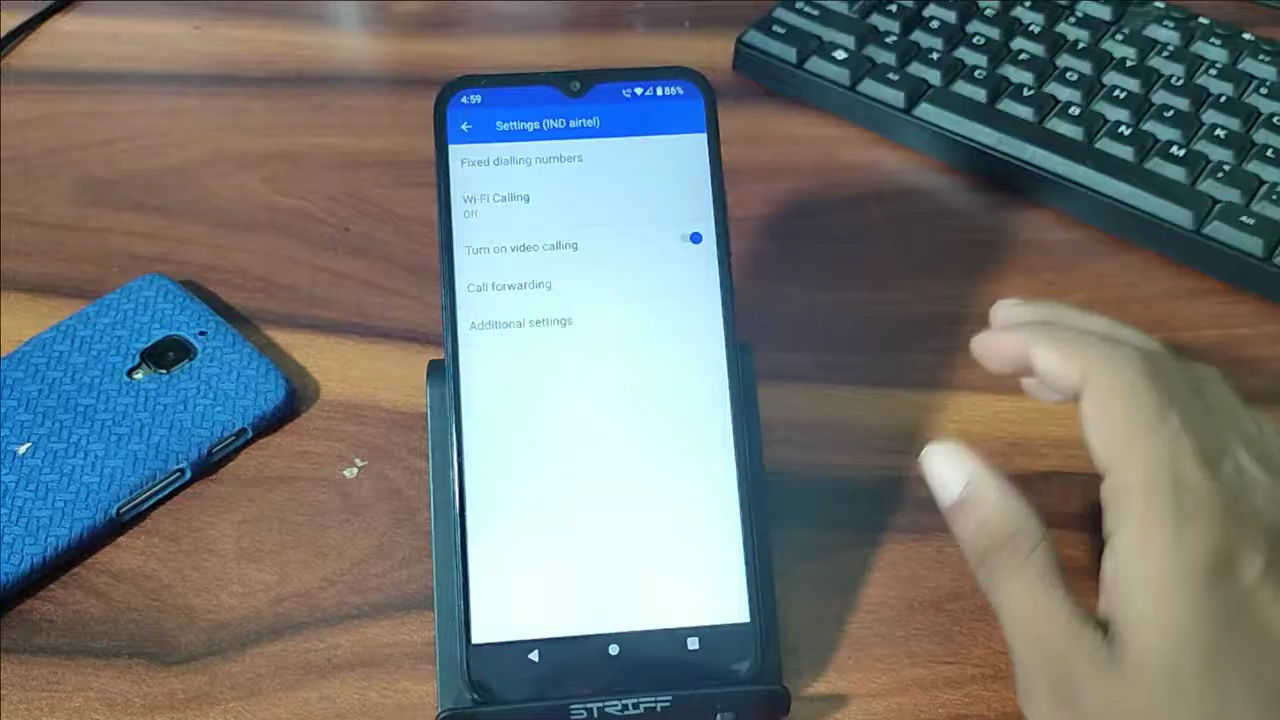 4:59
86%
Settings (IND airtel)
Fixed dialling numbers
Wi-Fi Calling
Off
Turn on video calling
Call forwarding
Additional settings
STRIFF